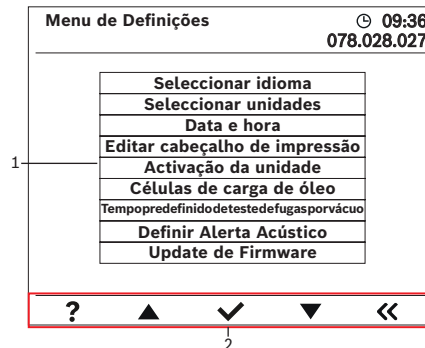 Menu de Definições 09:36
078.028.027
Seleccionar idioma
Seleccionar unidades
Data e hora
Editar cabeçalho de impressão
1 Activação da unidade
Células de carga de óleo
Tempopredefinidodetestedefugasporvácuo
Definir Alerta Acústico
Update de Firmware
?
2